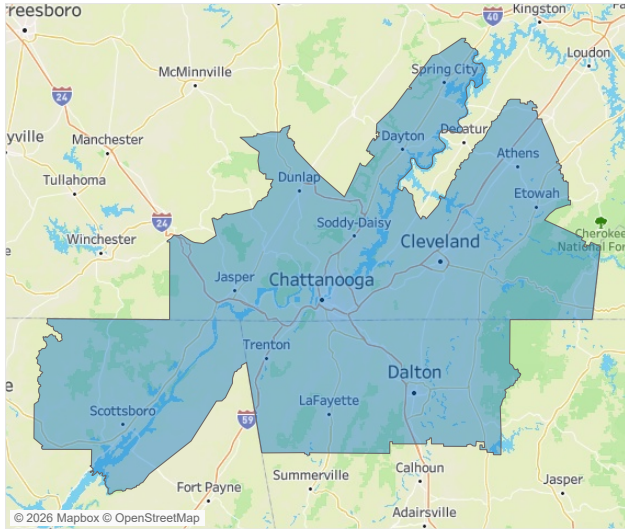 reesboro
40
Kingston
Loudon
Spring City
McMinnville
24
yville
Manchester
Dayton
Decatur
Athens
Tullahoma
Dunlap
Etowah
24
Soddy-Daisy
Winchester
Cleveland
Cherokee
National For
e
Jasper
Chattanooga
Trenton
Dalton
e
Scottsboro
LaFayette
59
Calhoun
Summerville
Jasper
Fort Payne
Adairsville
© 2026 Mapbox © OpenStreetMap